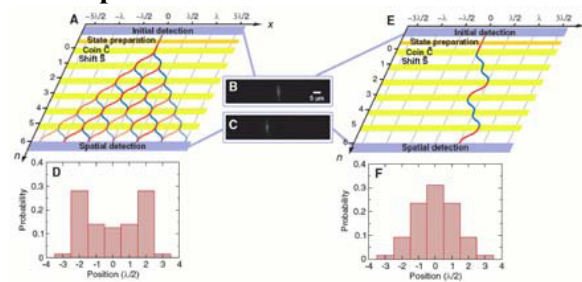 A
-3λ/2 -λ -λ/2 0 λ/2 λ 3λ/2 x
Initial detection
State preparation
Coin Ĉ
Shift Ŝ
0
1
2
3
4
5
6
n
Spatial detection
B
5 µm
C
E
-3λ/2 -λ -λ/2 0 λ/2 λ 3λ/2
Initial detection
State preparation
Coin Ĉ
Shift Ŝ
0
1
2
3
4
5
6
n
Spatial detection
D
0.4
0.3
0.2
0.1
0
Probability
-4 -3 -2 -1 0 1 2 3 4
Position (λ/2)
F
0.4
0.3
0.2
0.1
0
Probability
-4 -3 -2 -1 0 1 2 3 4
Position (λ/2)